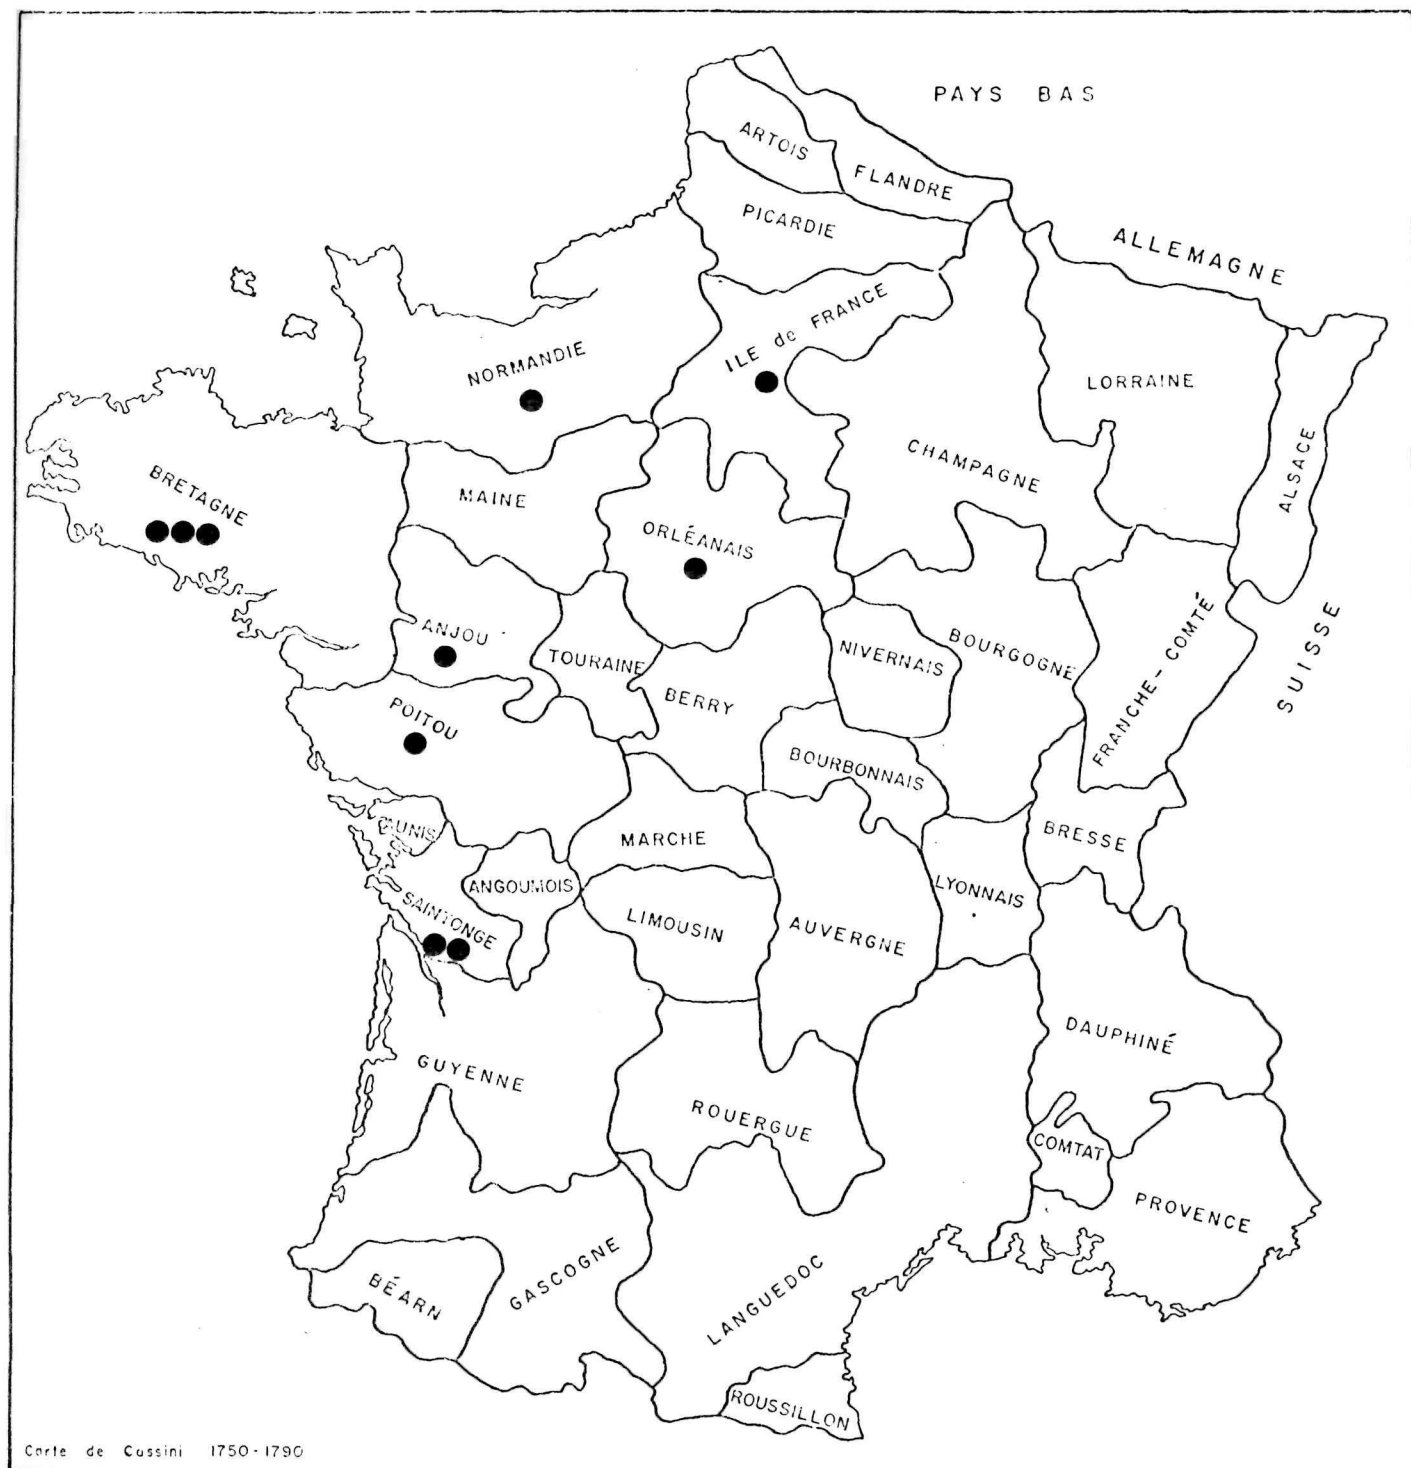 PAYS BAS
ARTOIS
FLANDRE
PICARDIE
ALLEMAGNE
ILE de FRANCE
NORMANDIE
LORRAINE
CHAMPAGNE
ALSACE
BRETAGNE
MAINE
ORLÉANAIS
ANJOU
TOURAINE
NIVERNAIS
BOURGOGNE
FRANCHE-COMTÉ
SUISSE
BERRY
POITOU
BOURBONNAIS
AUNIS
MARCHE
BRESSE
ANGOUMOIS
LYONNAIS
SAINTONGE
LIMOUSIN
AUVERGNE
DAUPHINÉ
GUYENNE
ROUERGUE
COMTAT
PROVENCE
GASCOGNE
BÉARN
LANGUEDOC
ROUSSILLON
Carte de Cassini 1750-1790